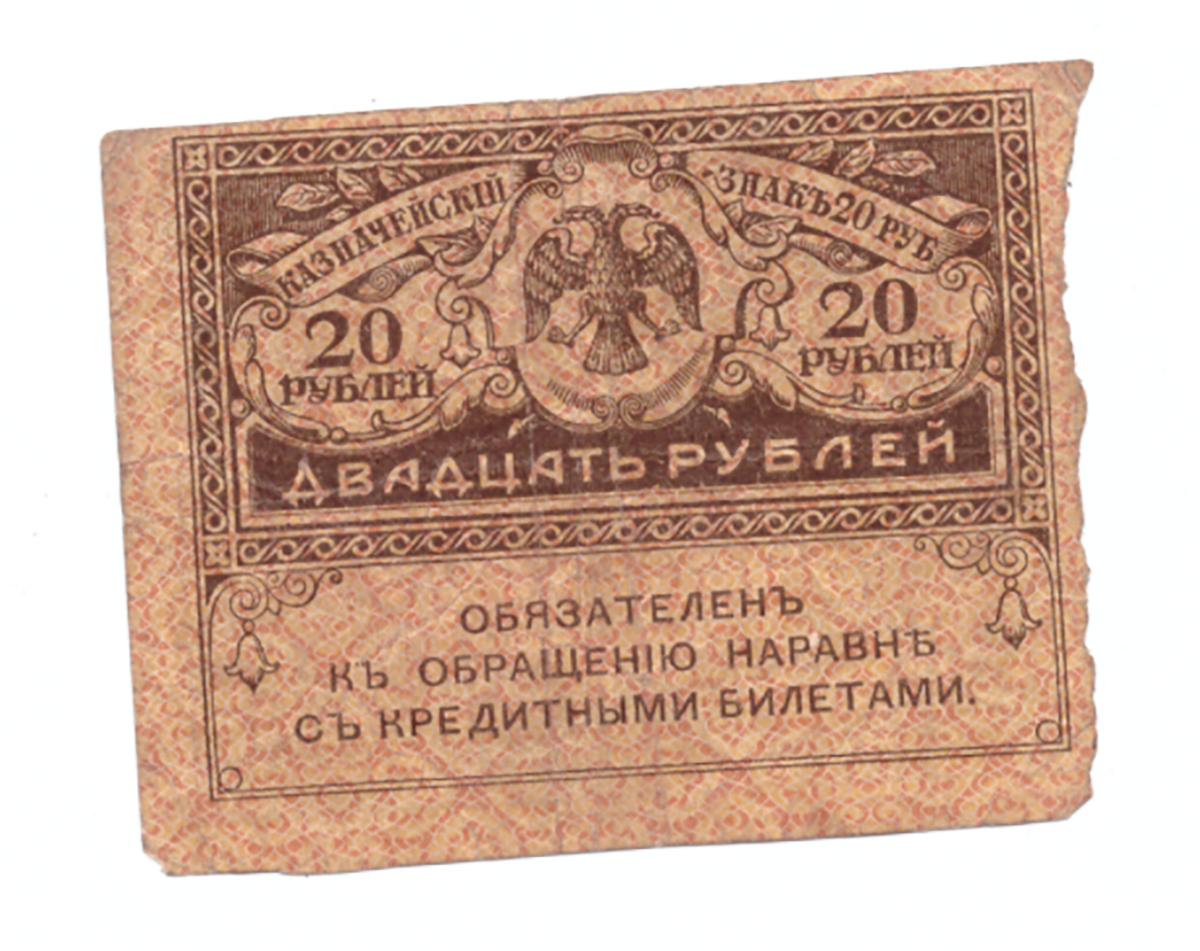 КАЗНАЧЕЙСКІЙ
ЗНАКЪ 20 РУБ
20
РУБЛЕЙ
20
РУБЛЕЙ
ДВАДЦАТЬ РУБЛЕЙ
ОБЯЗАТЕЛЕНЪ
КЪ ОБРАЩЕНІЮ НАРАВНѢ
СЪ КРЕДИТНЫМИ БИЛЕТАМИ.